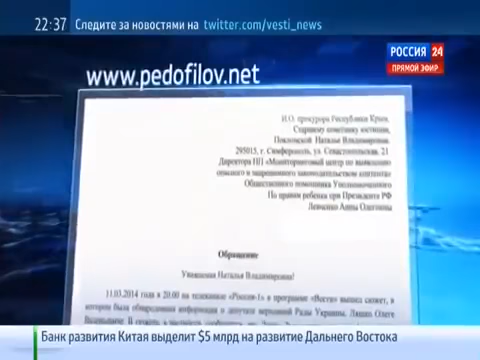 22:37
Следите за новостями на twitter.com/vesti_news
РОССИЯ 24
ПРЯМОЙ ЭФИР
www.pedofilov.net
И.О. прокурора Республики Крым,
Старшему советнику юстиции,
Поклонской Наталье Владимировне,
295015, г. Симферополь, ул. Севастопольская, 21
Директора НП «Мониторинговый центр по выявлению
опасного и запрещенного законодательством контента»
Общественного помощника Уполномоченного
По правам ребенка при Президенте РФ
Левченко Анны Олеговны
Обращение
Уважаемая Наталья Владимировна!
11.03.2014 года в 20.00 на телеканале «Россия-1» в программе «Вести» вышел сюжет, в
котором была обнародована информация о депутате верховной Рады Украины, Ляшко Олеге
Банк развития Китая выделит $5 млрд на развитие Дальнего Востока